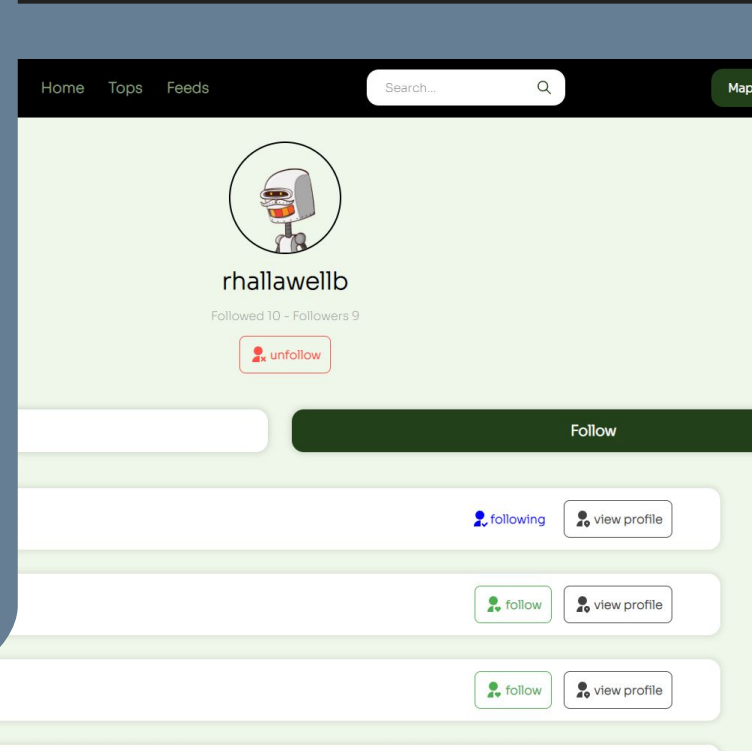 Home Tops Feeds Search... Map
rhallawellb
Followed 10 - Followers 9
unfollow
Follow
following view profile
follow view profile
follow view profile